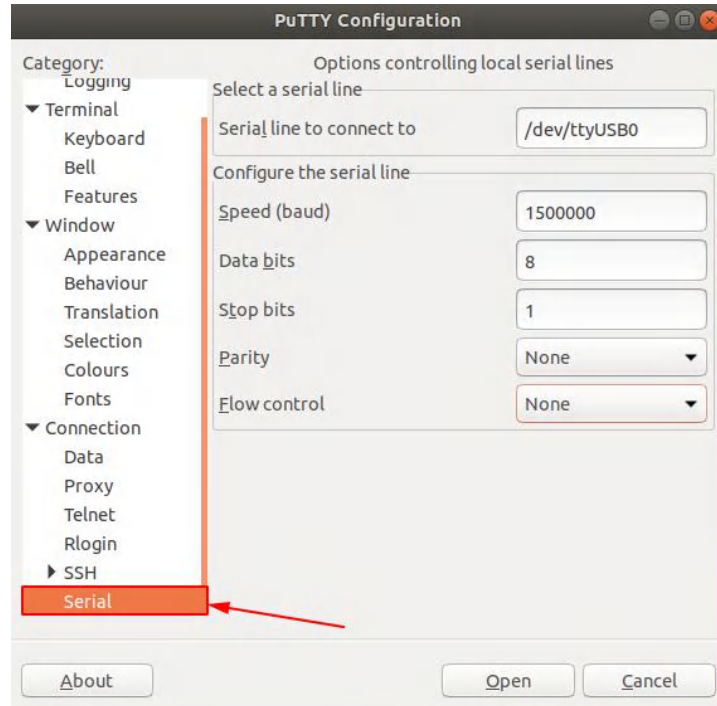 PuTTY Configuration
Category:
Logging
Terminal
Keyboard
Bell
Features
Window
Appearance
Behaviour
Translation
Selection
Colours
Fonts
Connection
Data
Proxy
Telnet
Rlogin
SSH
Serial
Options controlling local serial lines
Select a serial line
Serial line to connect to /dev/ttyUSB0
Configure the serial line
Speed (baud) 1500000
Data bits 8
Stop bits 1
Parity None
Flow control None
About Open Cancel